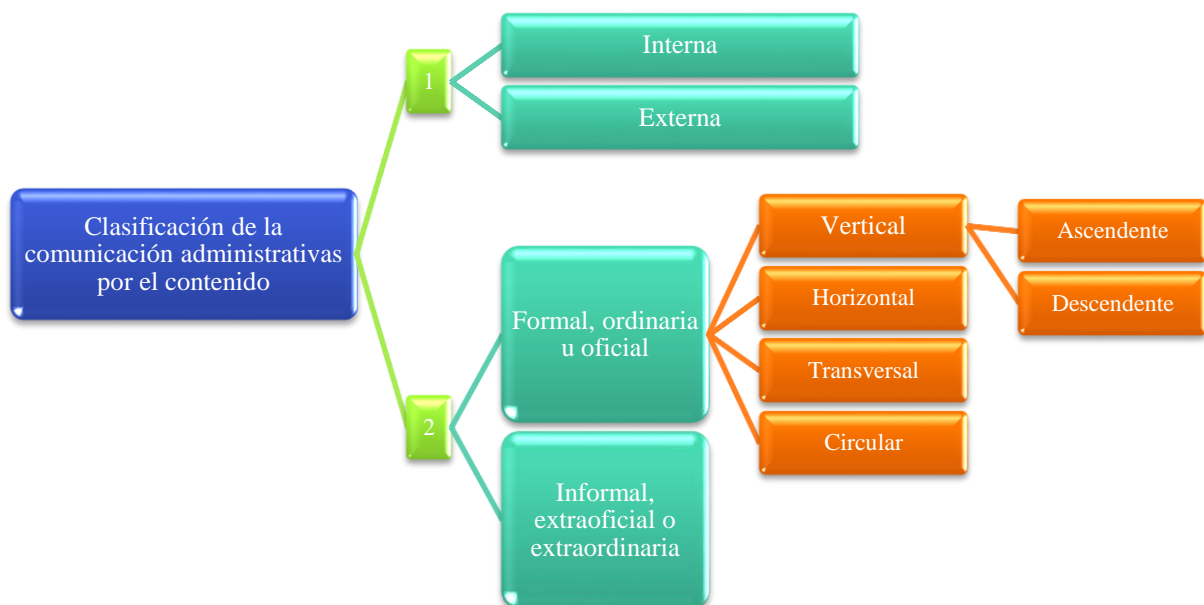 Clasificación de la
comunicación administrativas
por el contenido
1
Interna
Externa
2
Formal, ordinaria
u oficial
Vertical
Ascendente
Descendente
Horizontal
Transversal
Circular
Informal,
extraoficial o
extraordinaria